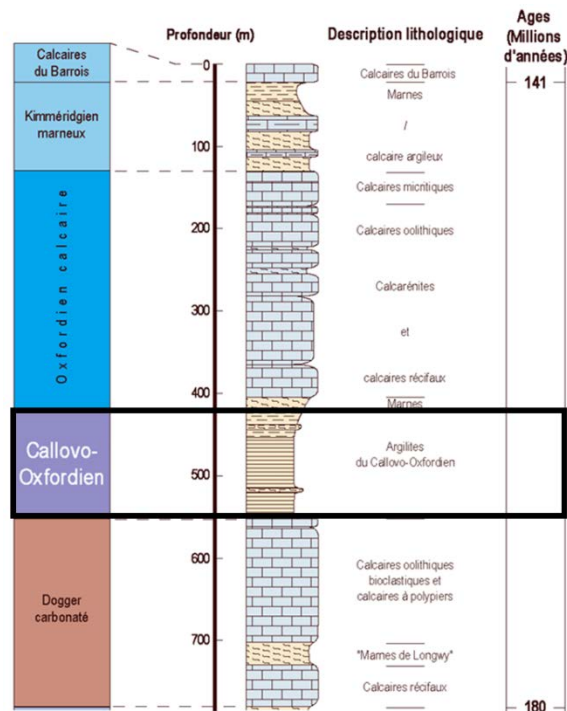 Profondeur (m)
Description lithologique
Ages
(Millions
d'années)
Calcaires
du Barrois
Kimméridgien
marneux
Oxfordien calcaire
Callovo-
Oxfordien
Dogger
carbonaté
0
100
200
300
400
500
600
700
Calcaires du Barrois
Marnes
/
calcaire argileux
Calcaires micritiques
Calcaires oolithiques
Calcarénites
et
calcaires récifaux
Marnes
Argilites
du Callovo-Oxfordien
Calcaires oolithiques
bioclastiques et
calcaires à polypiers
"Marnes de Longwy"
Calcaires récifaux
141
180